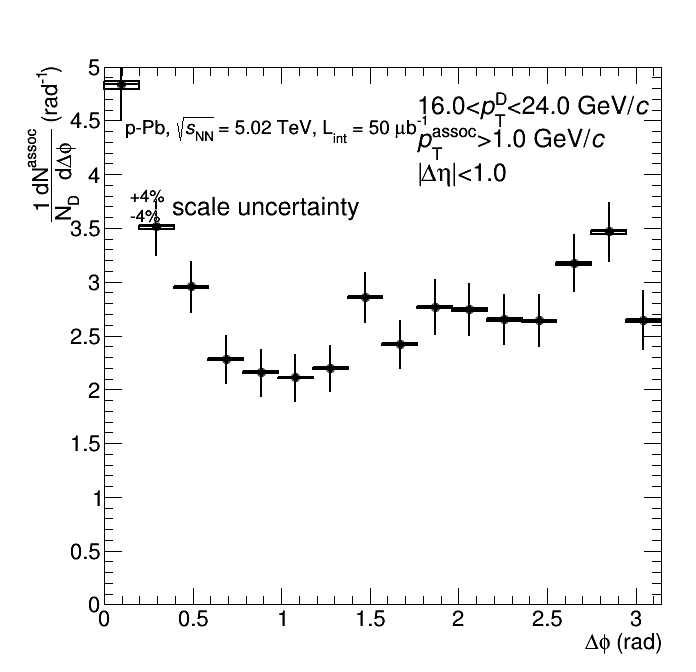 1 dN^assoc / N_D dΔφ (rad^-1)
5
p-Pb, √s_NN = 5.02 TeV, L_int = 50 μb^-1
16.0<p_T^D<24.0 GeV/c
p_T^assoc>1.0 GeV/c
|Δη|<1.0
+4%
-4%
scale uncertainty
4.5
4
3.5
3
2.5
2
1.5
1
0.5
0
0 0.5 1 1.5 2 2.5 3
Δφ (rad)